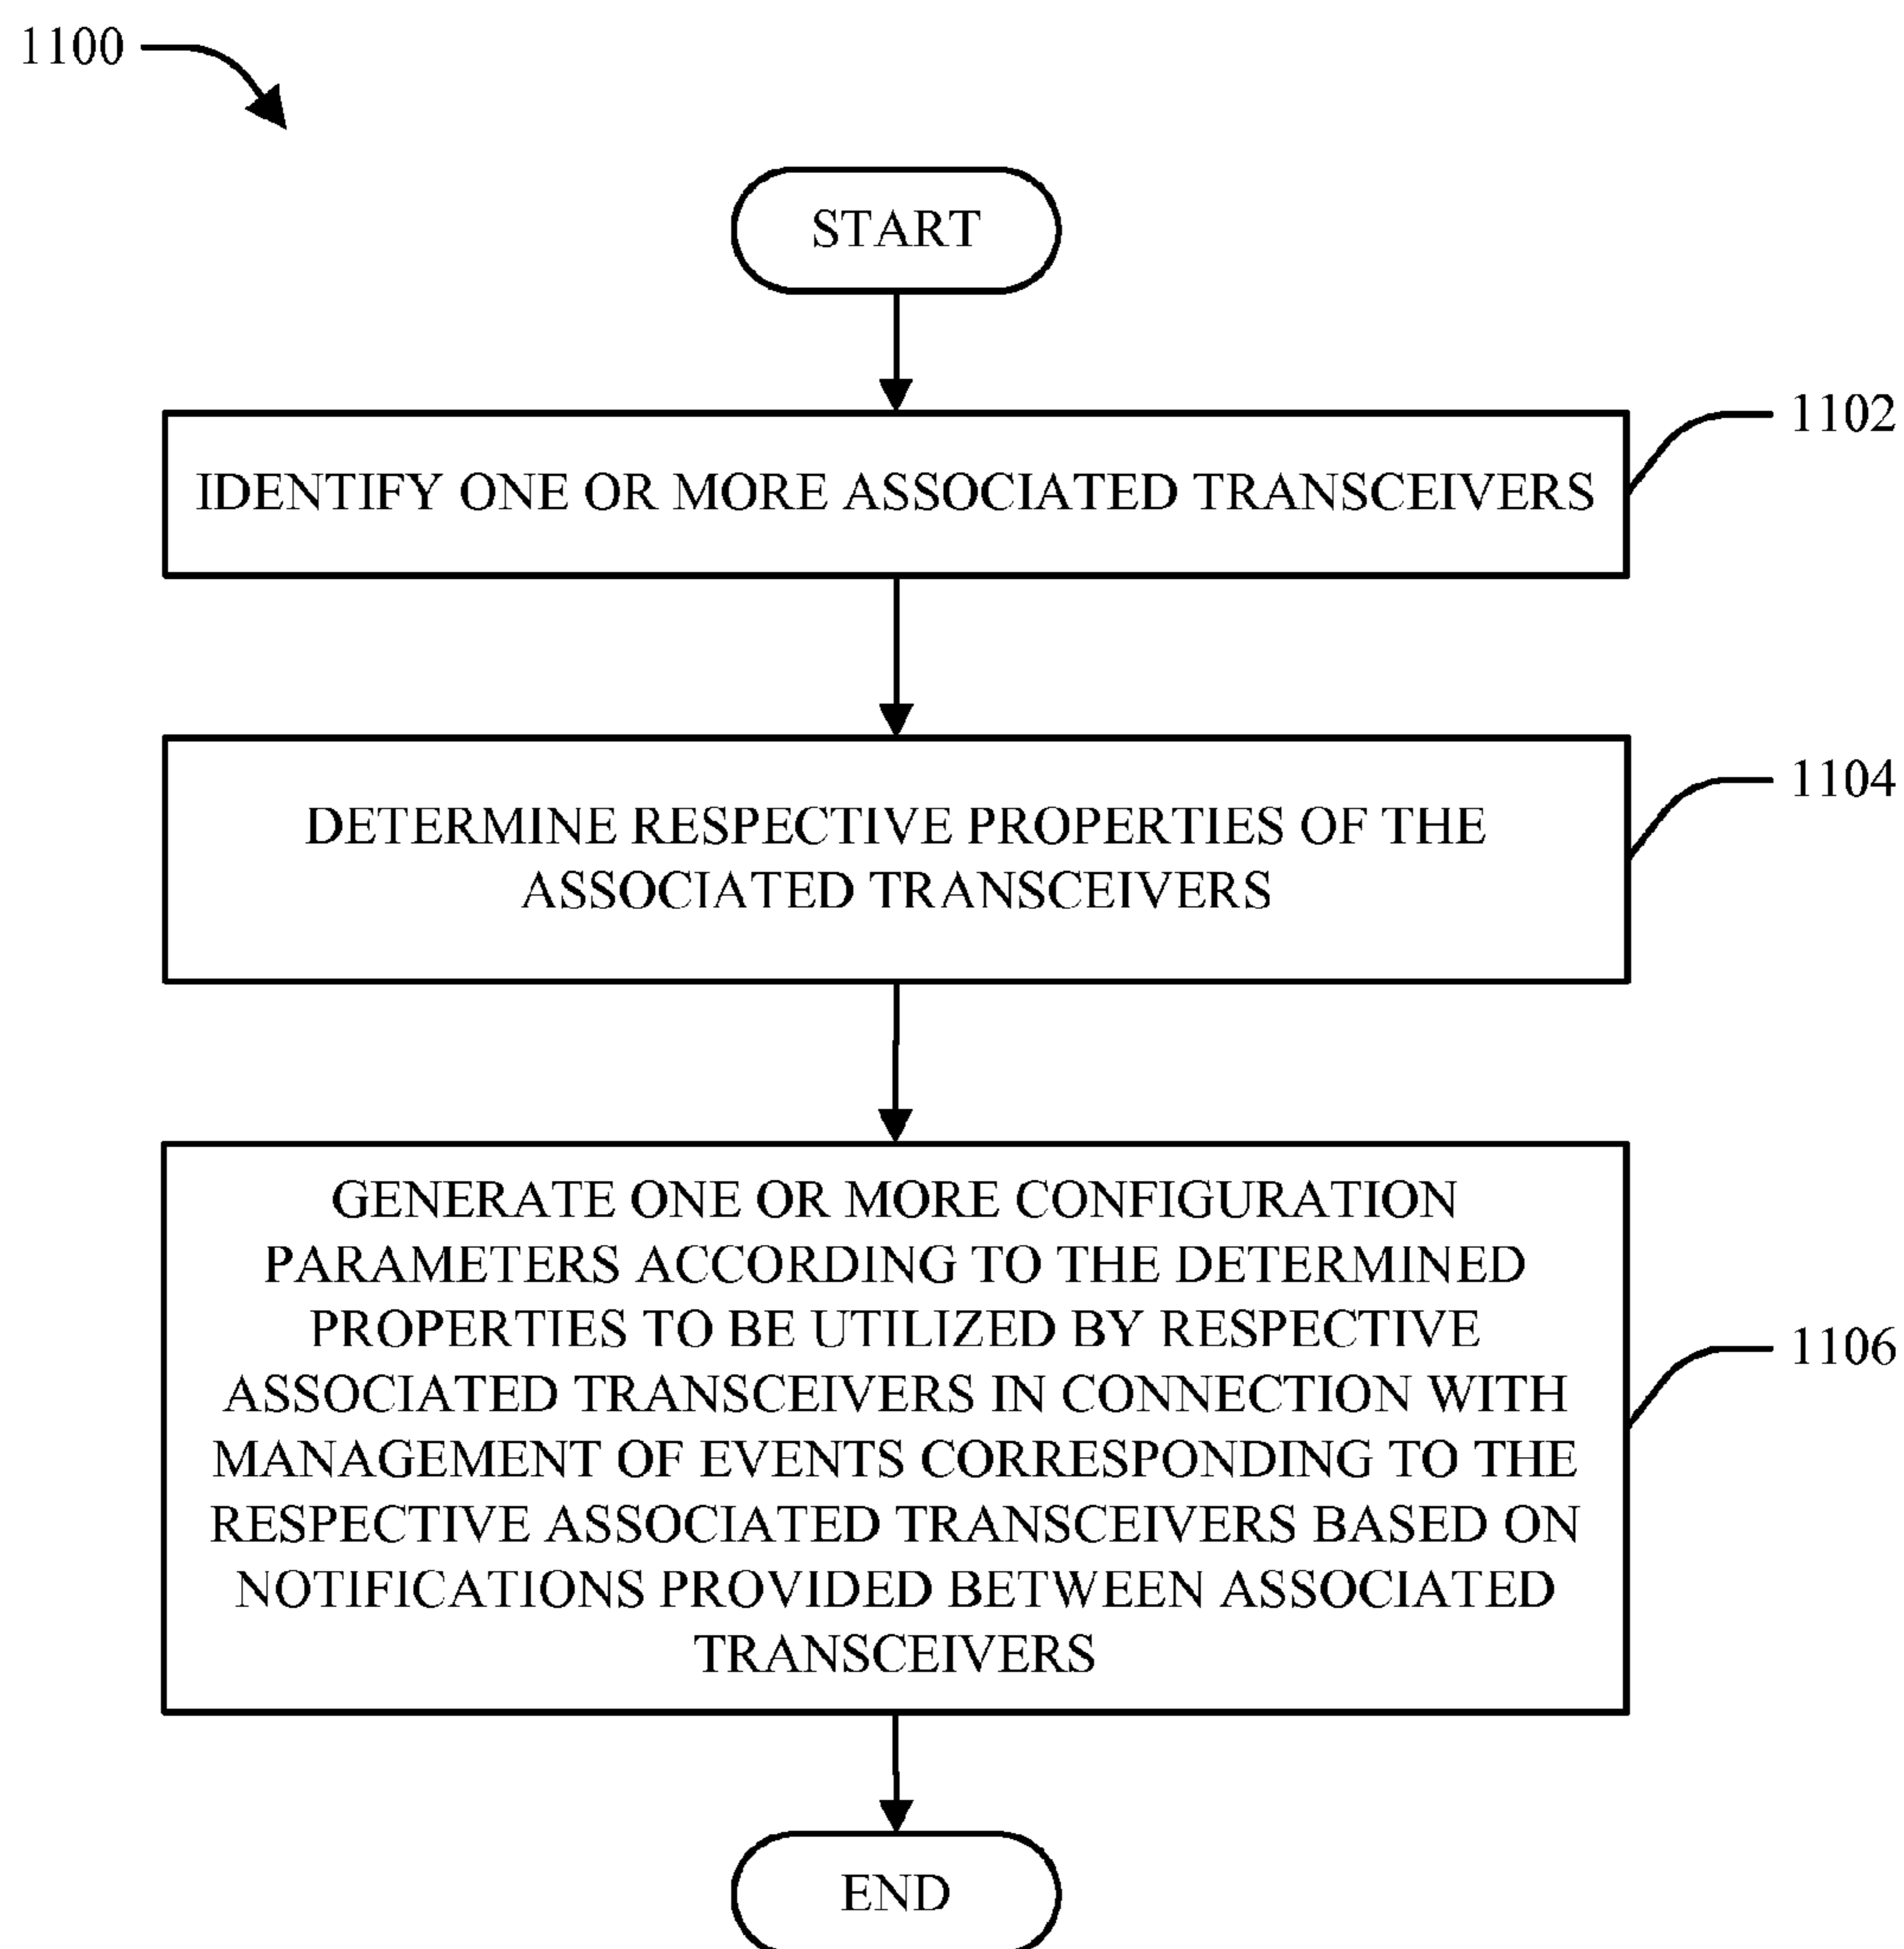 1100
START
1102
IDENTIFY ONE OR MORE ASSOCIATED TRANSCEIVERS
1104
DETERMINE RESPECTIVE PROPERTIES OF THE
ASSOCIATED TRANSCEIVERS
GENERATE ONE OR MORE CONFIGURATION
PARAMETERS ACCORDING TO THE DETERMINED
PROPERTIES TO BE UTILIZED BY RESPECTIVE
1106
ASSOCIATED TRANSCEIVERS IN CONNECTION WITH
MANAGEMENT OF EVENTS CORRESPONDING TO THE
RESPECTIVE ASSOCIATED TRANSCEIVERS BASED ON
NOTIFICATIONS PROVIDED BETWEEN ASSOCIATED
TRANSCEIVERS
END